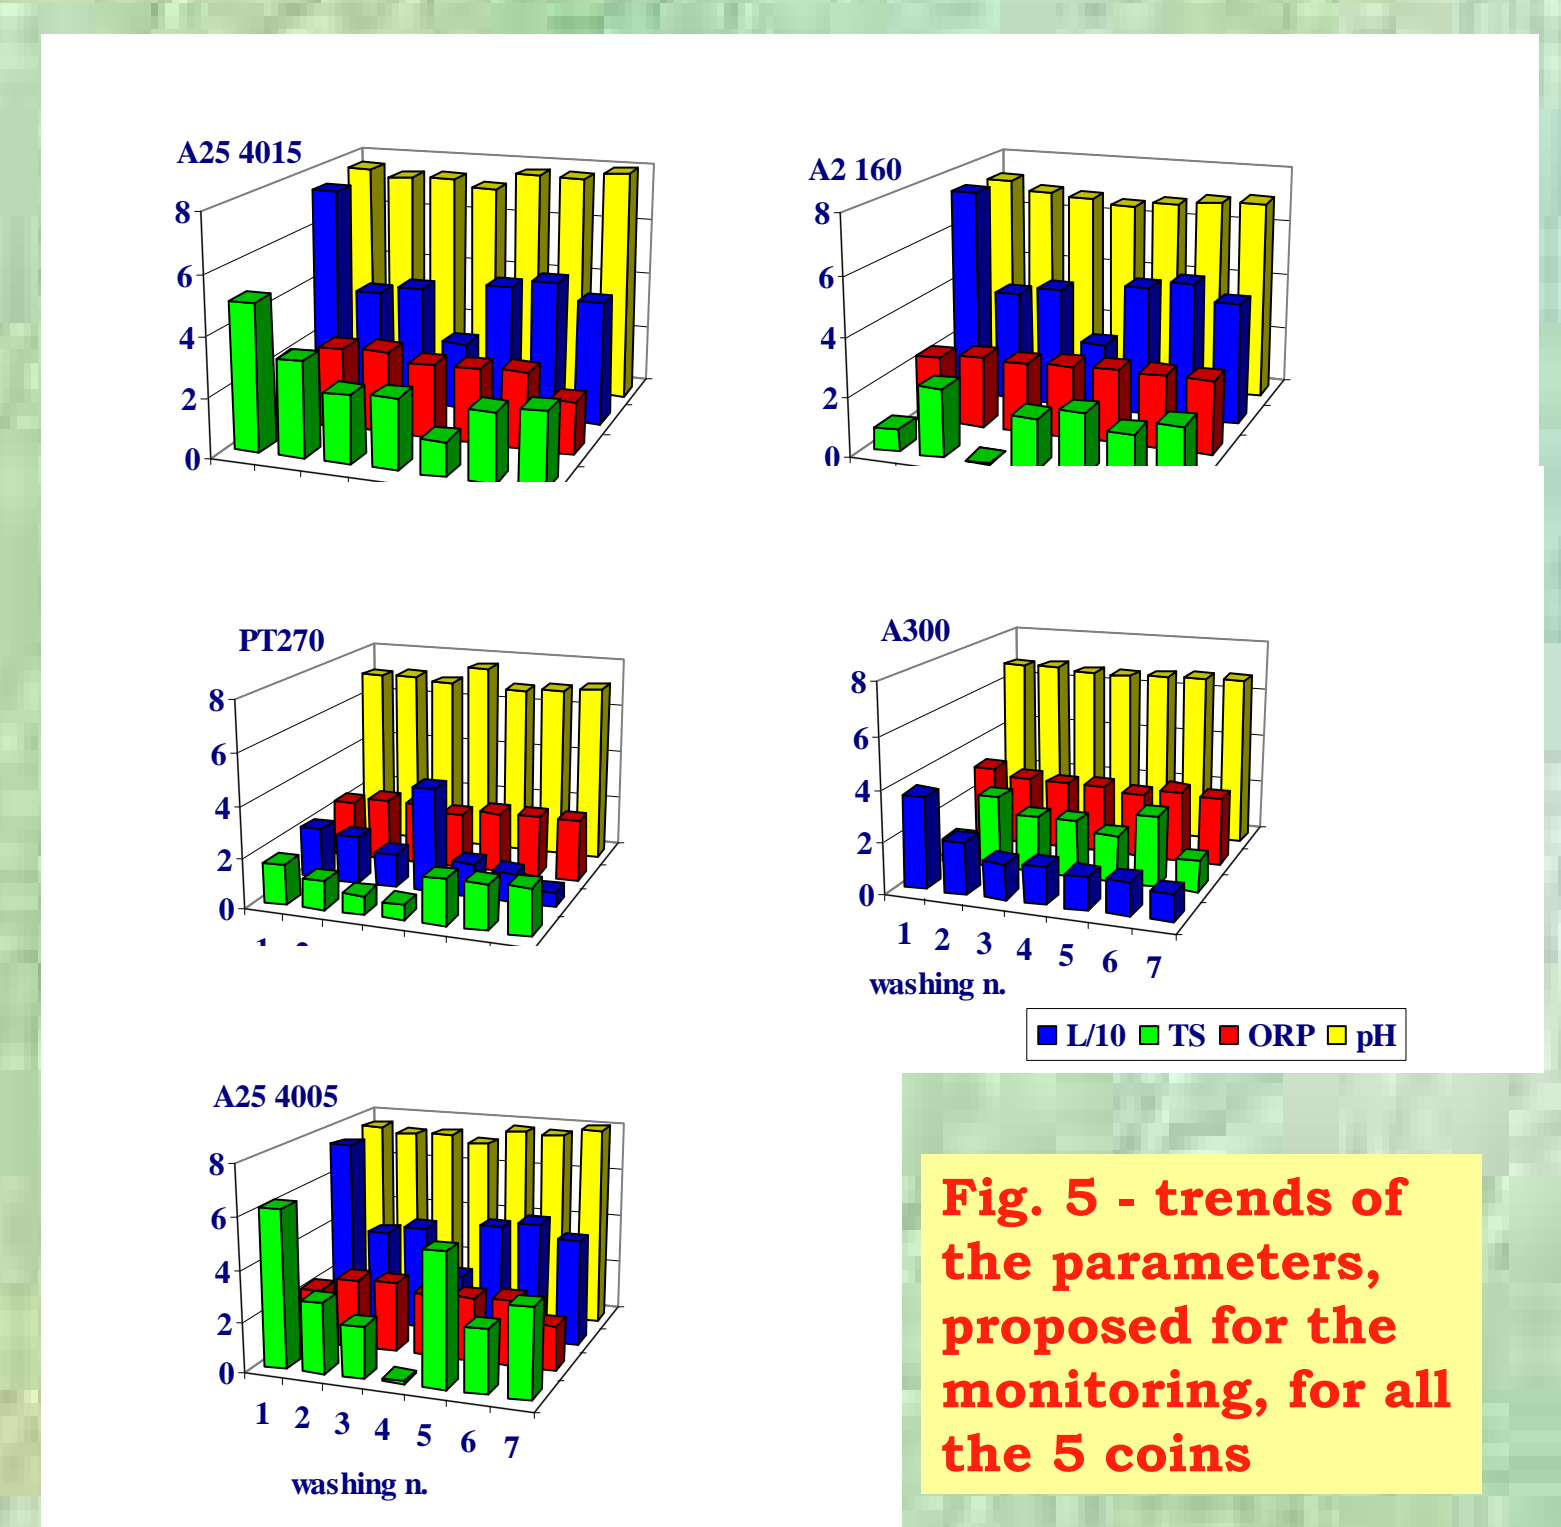 A25 4015
8
6
4
2
0
A2 160
8
6
4
2
0
PT270
8
6
4
2
0
A300
8
6
4
2
0
1 2 3 4 5 6 7
washing n.
L/10 TS ORP pH
A25 4005
8
6
4
2
0
1 2 3 4 5 6 7
washing n.
Fig. 5 - trends of
the parameters,
proposed for the
monitoring, for all
the 5 coins